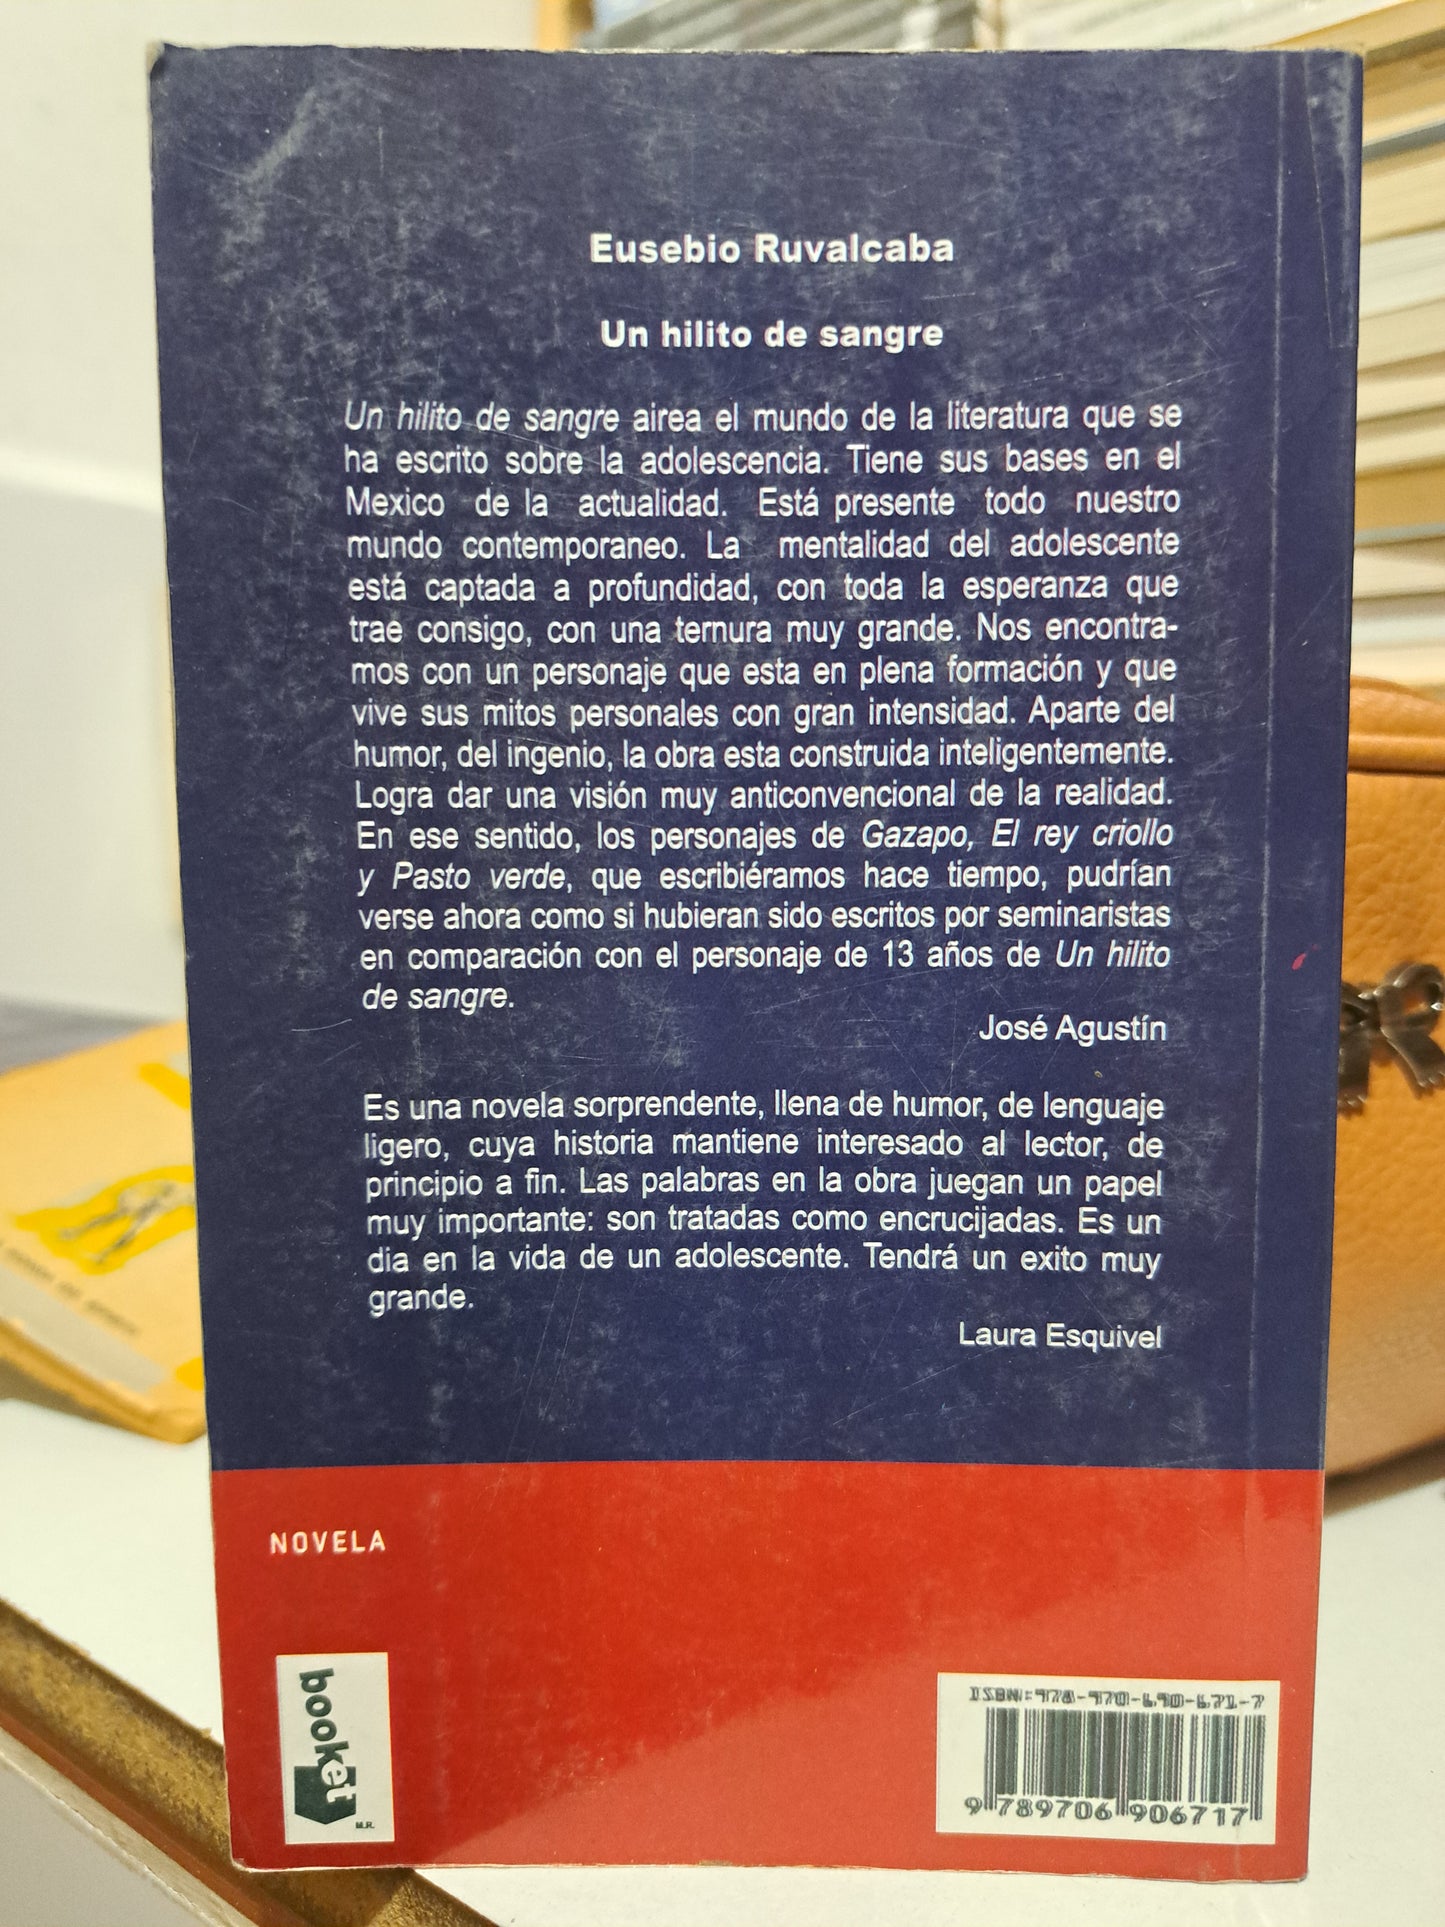 Eusebio Ruvalcaba
Un hilito de sangre
Un hilito de sangre airea el mundo de la literatura que se
ha escrito sobre la adolescencia. Tiene sus bases en el
Mexico de la actualidad. Está presente todo nuestro
mundo contemporaneo. La mentalidad del adolescente
está captada a profundidad, con toda la esperanza que
trae consigo, con una ternura muy grande. Nos encontra-
mos con un personaje que esta en plena formación y que
vive sus mitos personales con gran intensidad. Aparte del
humor, del ingenio, la obra esta construida inteligentemente.
Logra dar una visión muy anticonvencional de la realidad.
En ese sentido, los personajes de Gazapo, El rey criollo
y Pasto verde, que escribiéramos hace tiempo, pudrían
verse ahora como si hubieran sido escritos por seminaristas
en comparación con el personaje de 13 años de Un hilito
de sangre.
José Agustín
Es una novela sorprendente, llena de humor, de lenguaje
ligero, cuya historia mantiene interesado al lector, de
principio a fin. Las palabras en la obra juegan un papel
muy importante: son tratadas como encrucijadas. Es un
dia en la vida de un adolescente. Tendrá un exito muy
grande.
Laura Esquivel
NOVELA
booket
M.R.
ISBN: 978-970-690-671-7
9 789706 906717